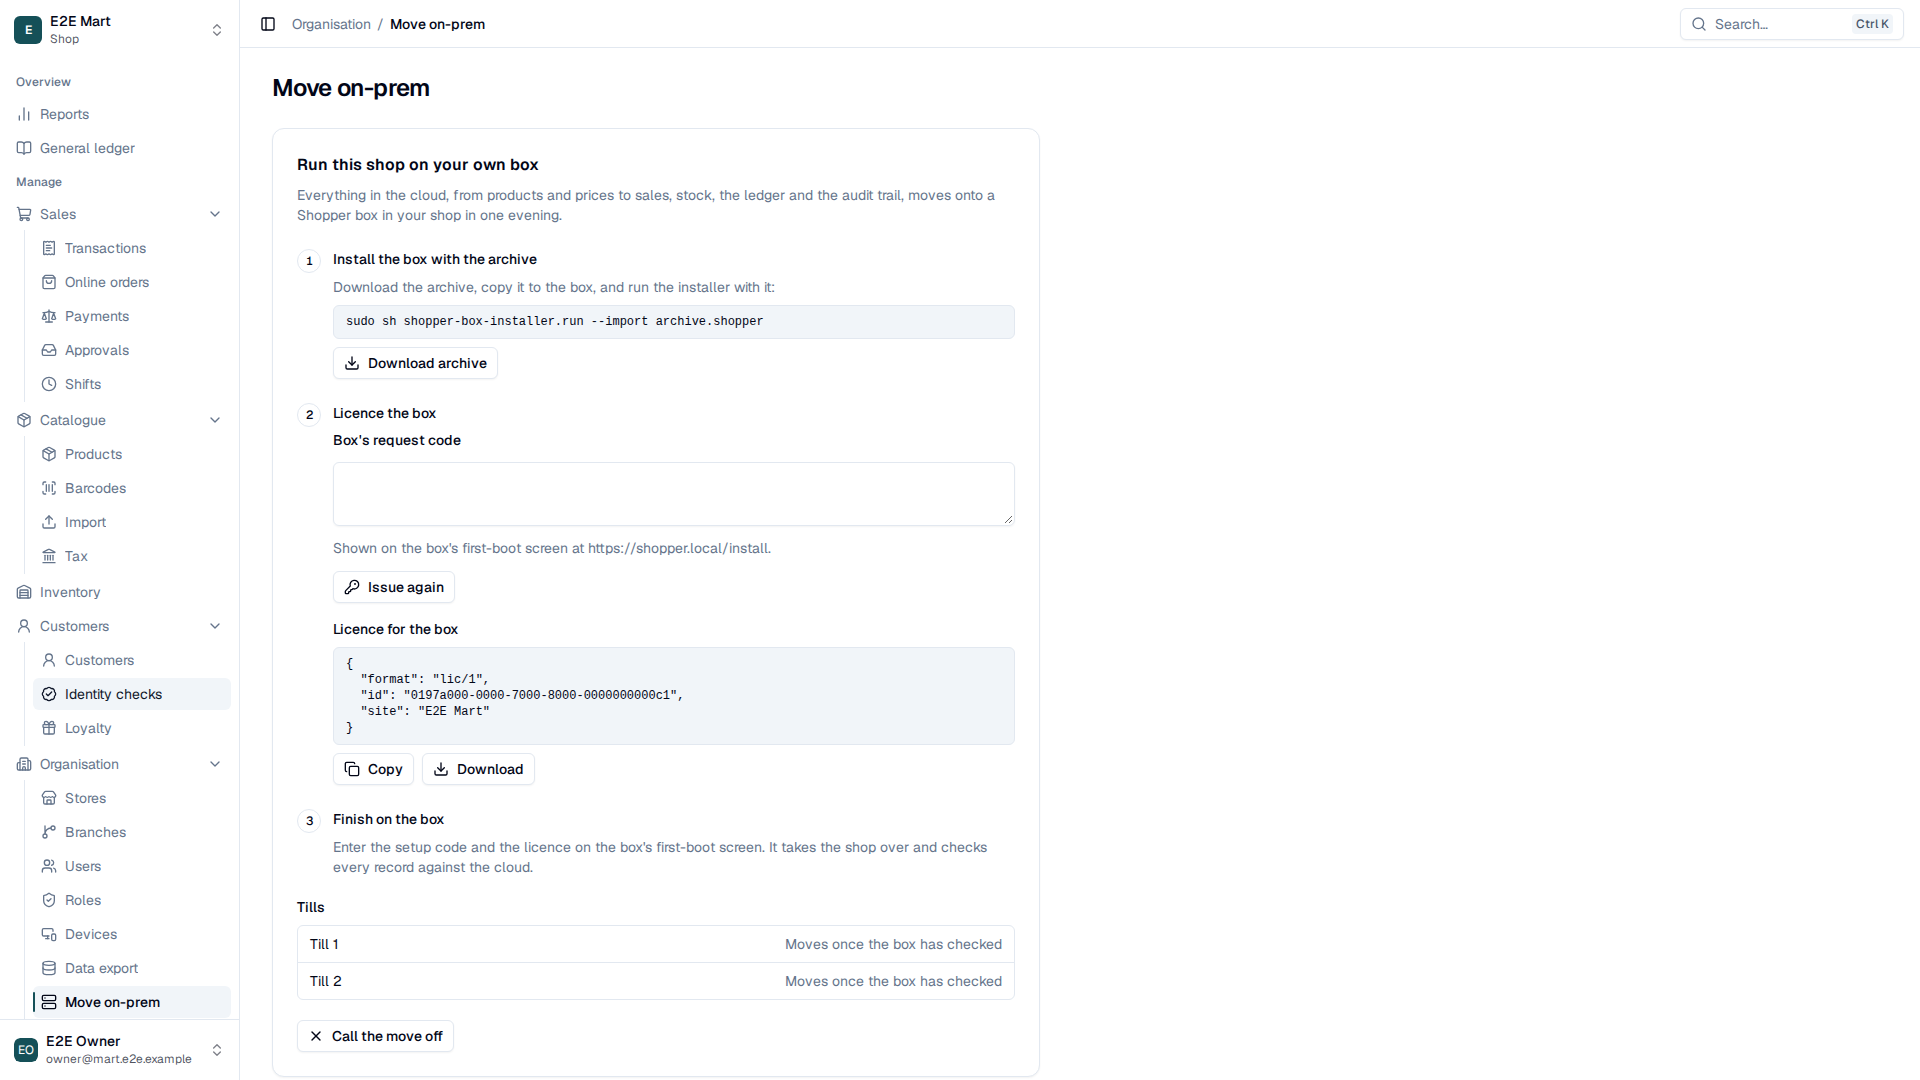 E
E2E Mart
Shop
Overview
Reports
General ledger
Manage
Sales
Transactions
Online orders
Payments
Approvals
Shifts
Catalogue
Products
Barcodes
Import
Tax
Inventory
Customers
Customers
Identity checks
Loyalty
Organisation
Stores
Branches
Users
Roles
Devices
Data export
Move on-prem
EO
E2E Owner
owner@mart.e2e.example
Organisation / Move on-prem
Search...
Ctrl K
Move on-prem
Run this shop on your own box
Everything in the cloud, from products and prices to sales, stock, the ledger and the audit trail, moves onto a
Shopper box in your shop in one evening.
1
Install the box with the archive
Download the archive, copy it to the box, and run the installer with it:
sudo sh shopper-box-installer.run --import archive.shopper
Download archive
2
Licence the box
Box's request code
Shown on the box's first-boot screen at https://shopper.local/install.
Issue again
Licence for the box
{
"format": "lic/1",
"id": "0197a000-0000-7000-8000-0000000000c1",
"site": "E2E Mart"
}
Copy
Download
3
Finish on the box
Enter the setup code and the licence on the box's first-boot screen. It takes the shop over and checks
every record against the cloud.
Tills
Till 1
Moves once the box has checked
Till 2
Moves once the box has checked
Call the move off